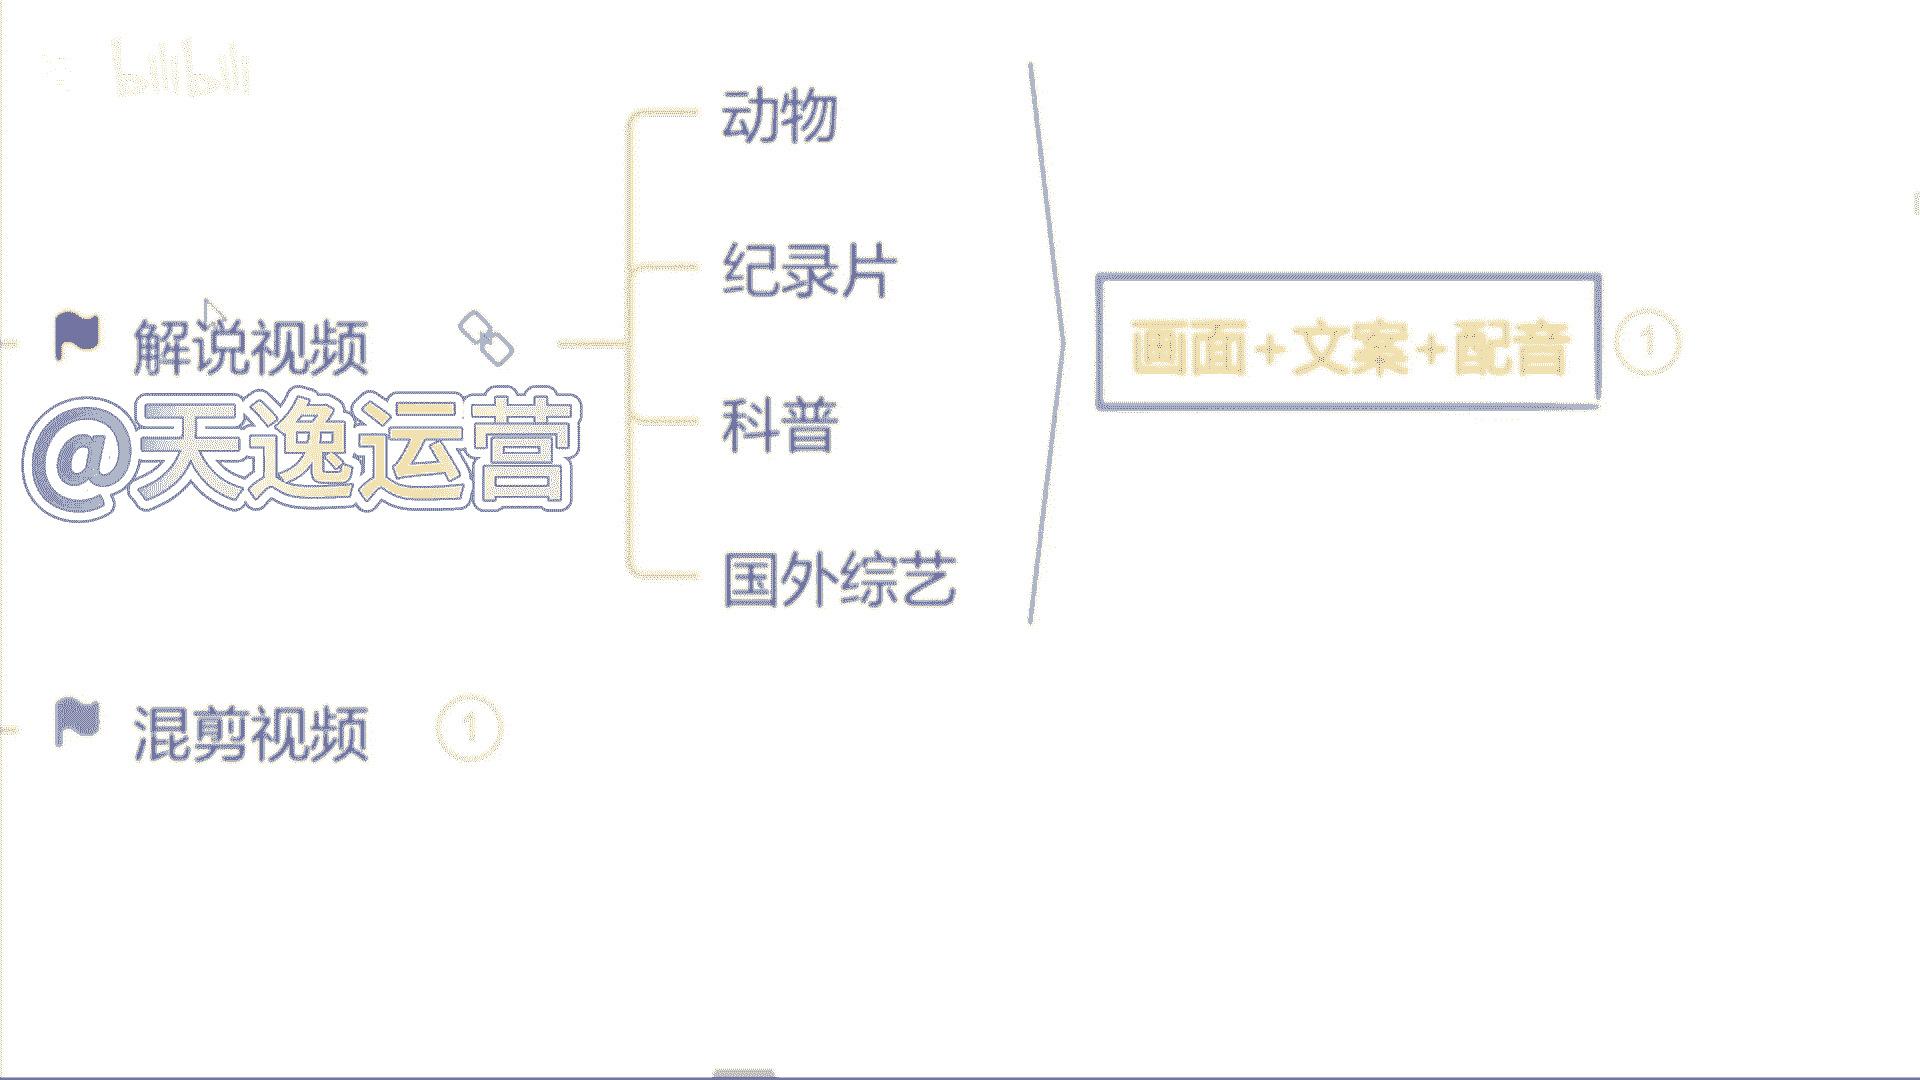 bilibili
动物
纪录片
解说视频
画面+文案+配音
1
@天逸运营
科普
国外综艺
混剪视频
1